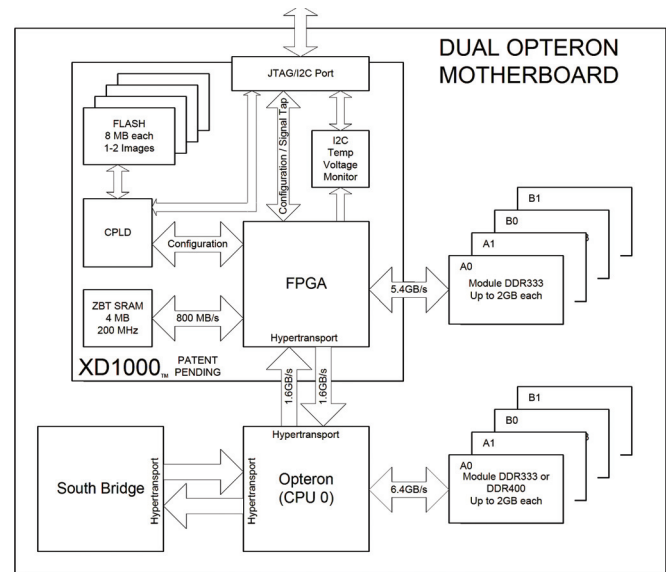 DUAL OPTERON
MOTHERBOARD
JTAG/I2C Port
FLASH
8 MB each
1-2 Images
Configuration / Signal Tap
I2C
Temp
Voltage
Monitor
CPLD
Configuration
FPGA
Hypertransport
ZBT SRAM
4 MB
200 MHz
800 MB/s
5.4GB/s
B1
B0
B
A1
A0
Module DDR333
Up to 2GB each
XD1000™
PATENT
PENDING
1.6GB/s
1.6GB/s
South Bridge
Hypertransport
Hypertransport
Hypertransport
Opteron
(CPU 0)
6.4GB/s
B1
B0
B
A1
A0
Module DDR333 or
DDR400
Up to 2GB each